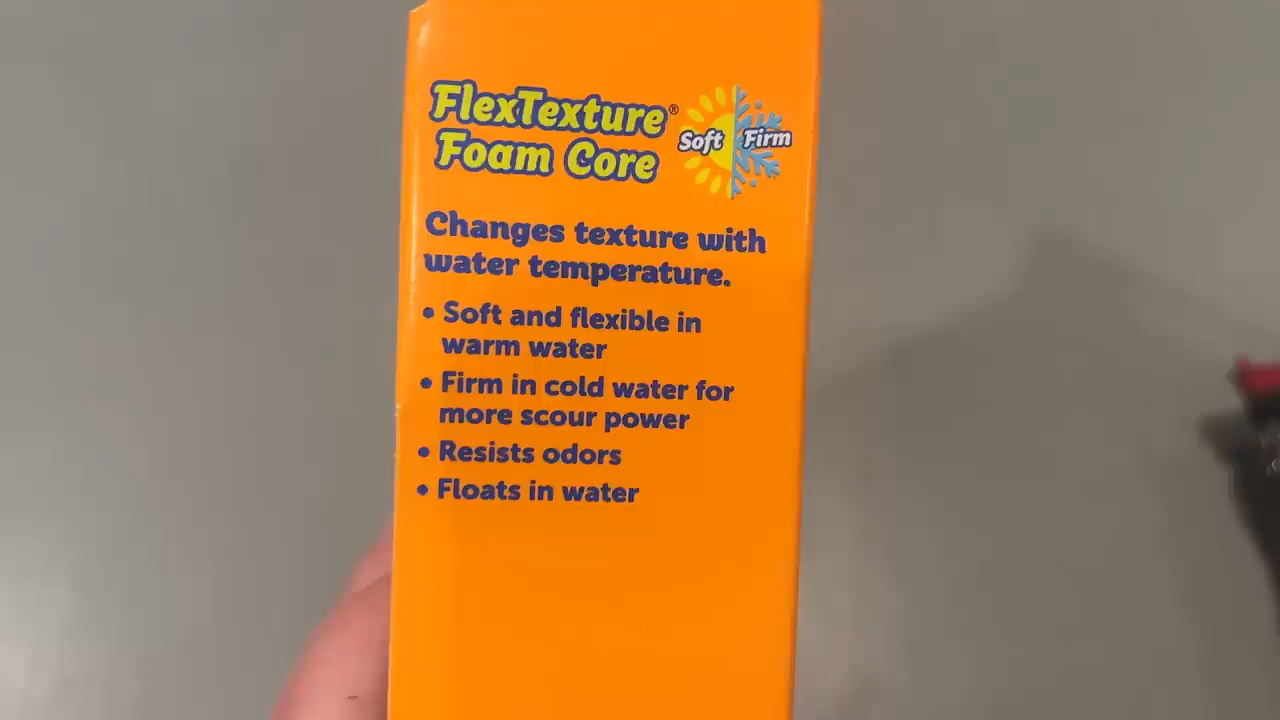 FlexTexture®
Foam Core
Soft Firm
Changes texture with
water temperature.
• Soft and flexible in
warm water
• Firm in cold water for
more scour power
• Resists odors
• Floats in water